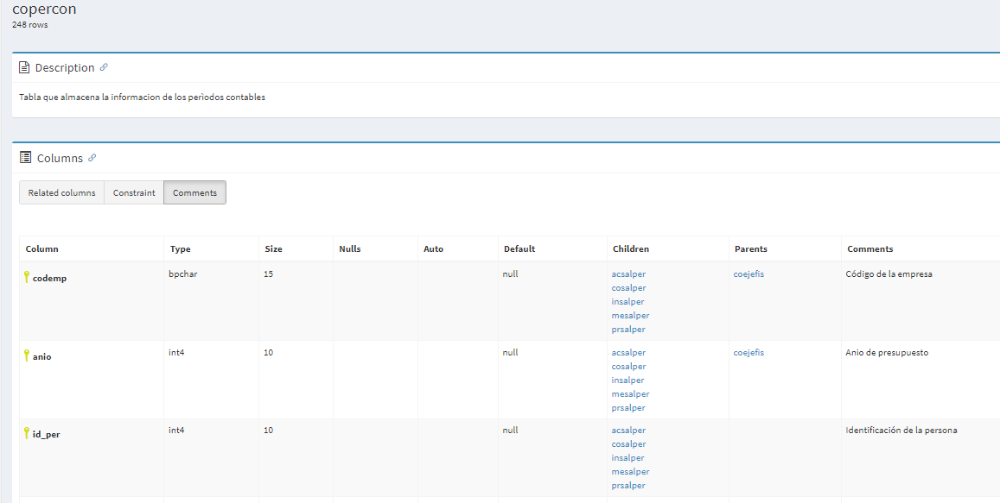 copercon
248 rows
Description
Tabla que almacena la informacion de los perìodos contables
Columns
Related columns Constraint Comments
Column Type Size Nulls Auto Default Children Parents Comments
codemp bpchar 15 null acsalper coejefis Código de la empresa
cosalper
insalper
mesalper
prsalper
anio int4 10 null acsalper coejefis Anio de presupuesto
cosalper
insalper
mesalper
prsalper
id_per int4 10 null acsalper Identificación de la persona
cosalper
insalper
mesalper
prsalper